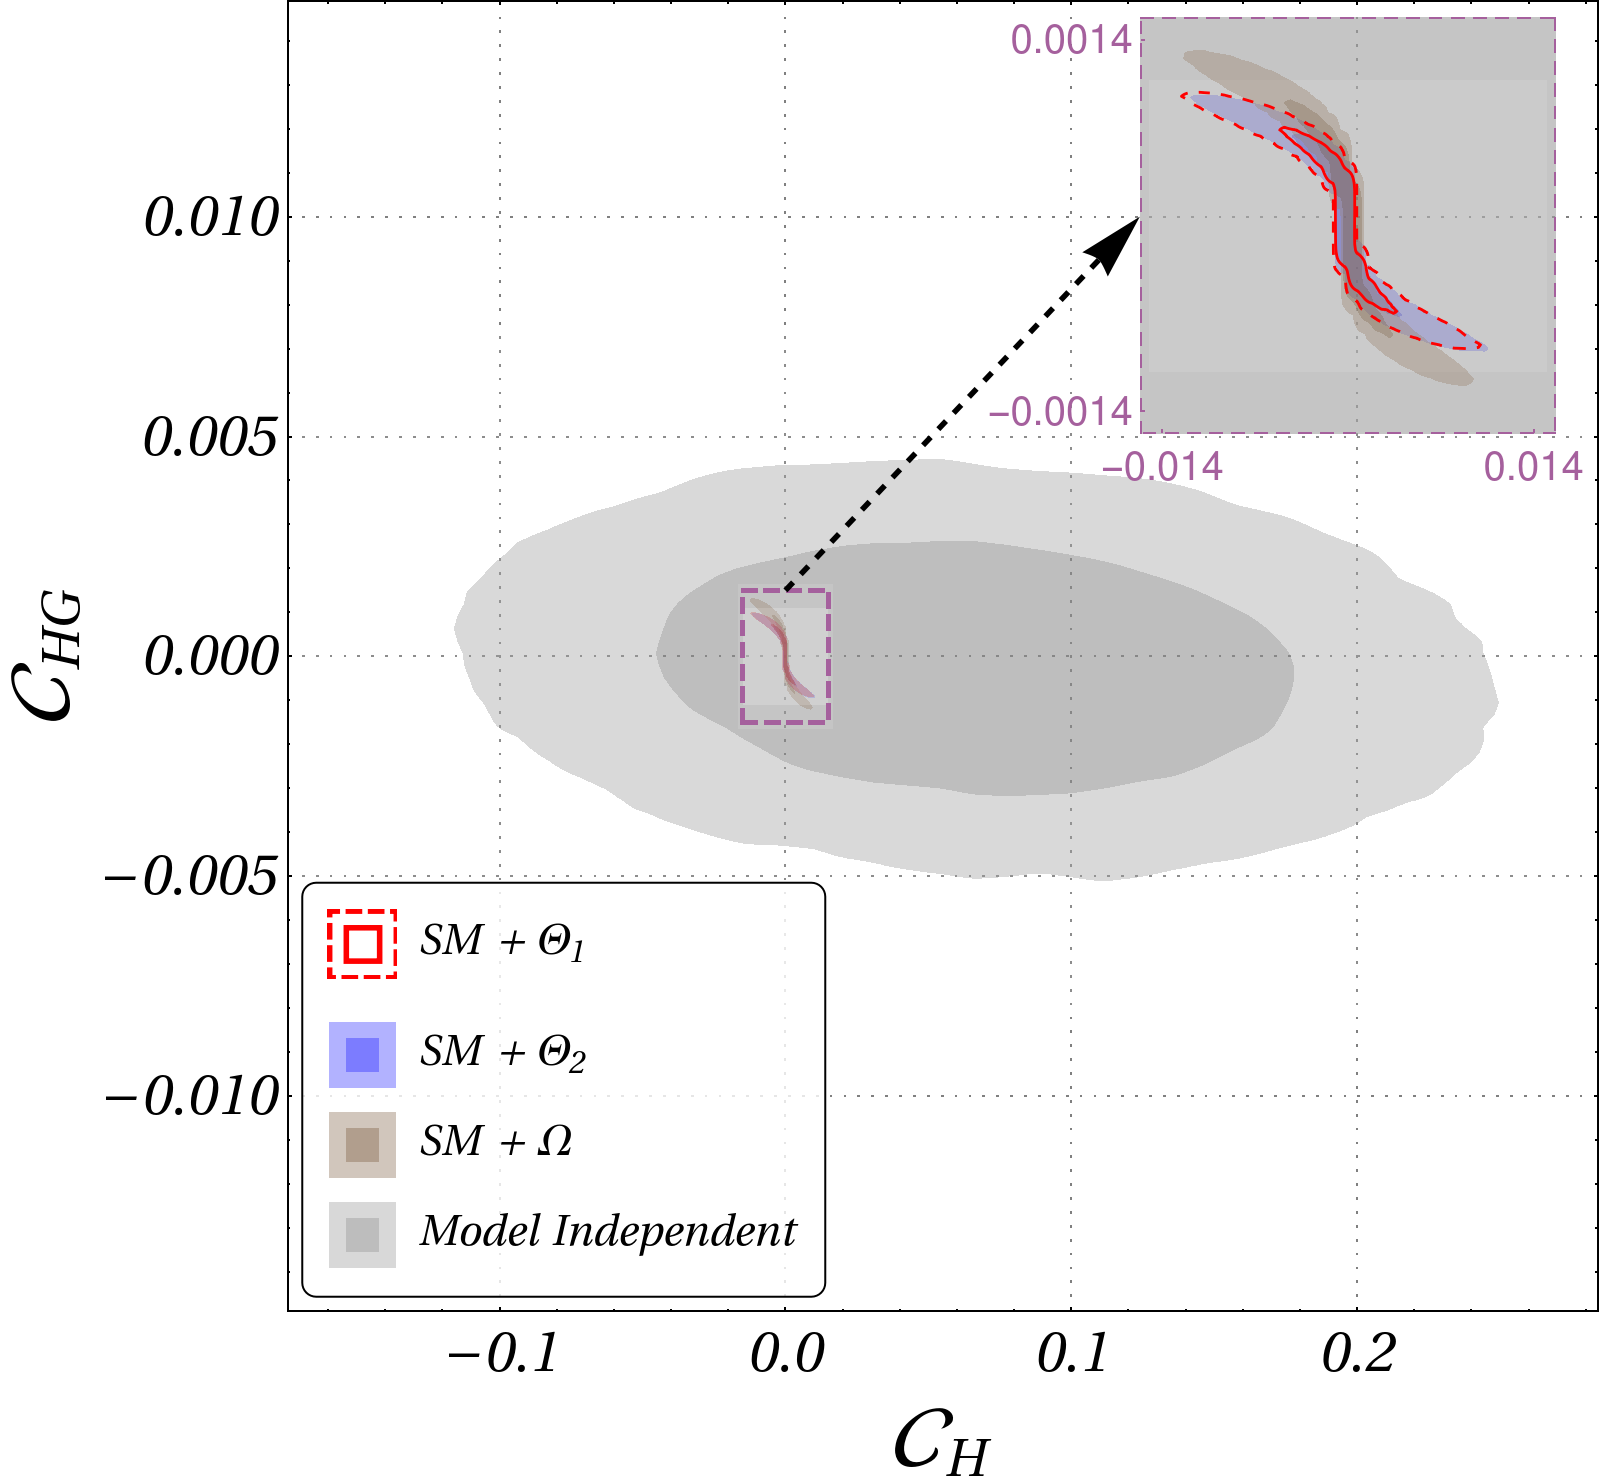 0.0014
−0.0014
−0.014 0.014
0.010
0.005
0.000
−0.005
−0.010
C_HG
SM + Θ₁
SM + Θ₂
SM + Ω
Model Independent
−0.1 0.0 0.1 0.2
C_H